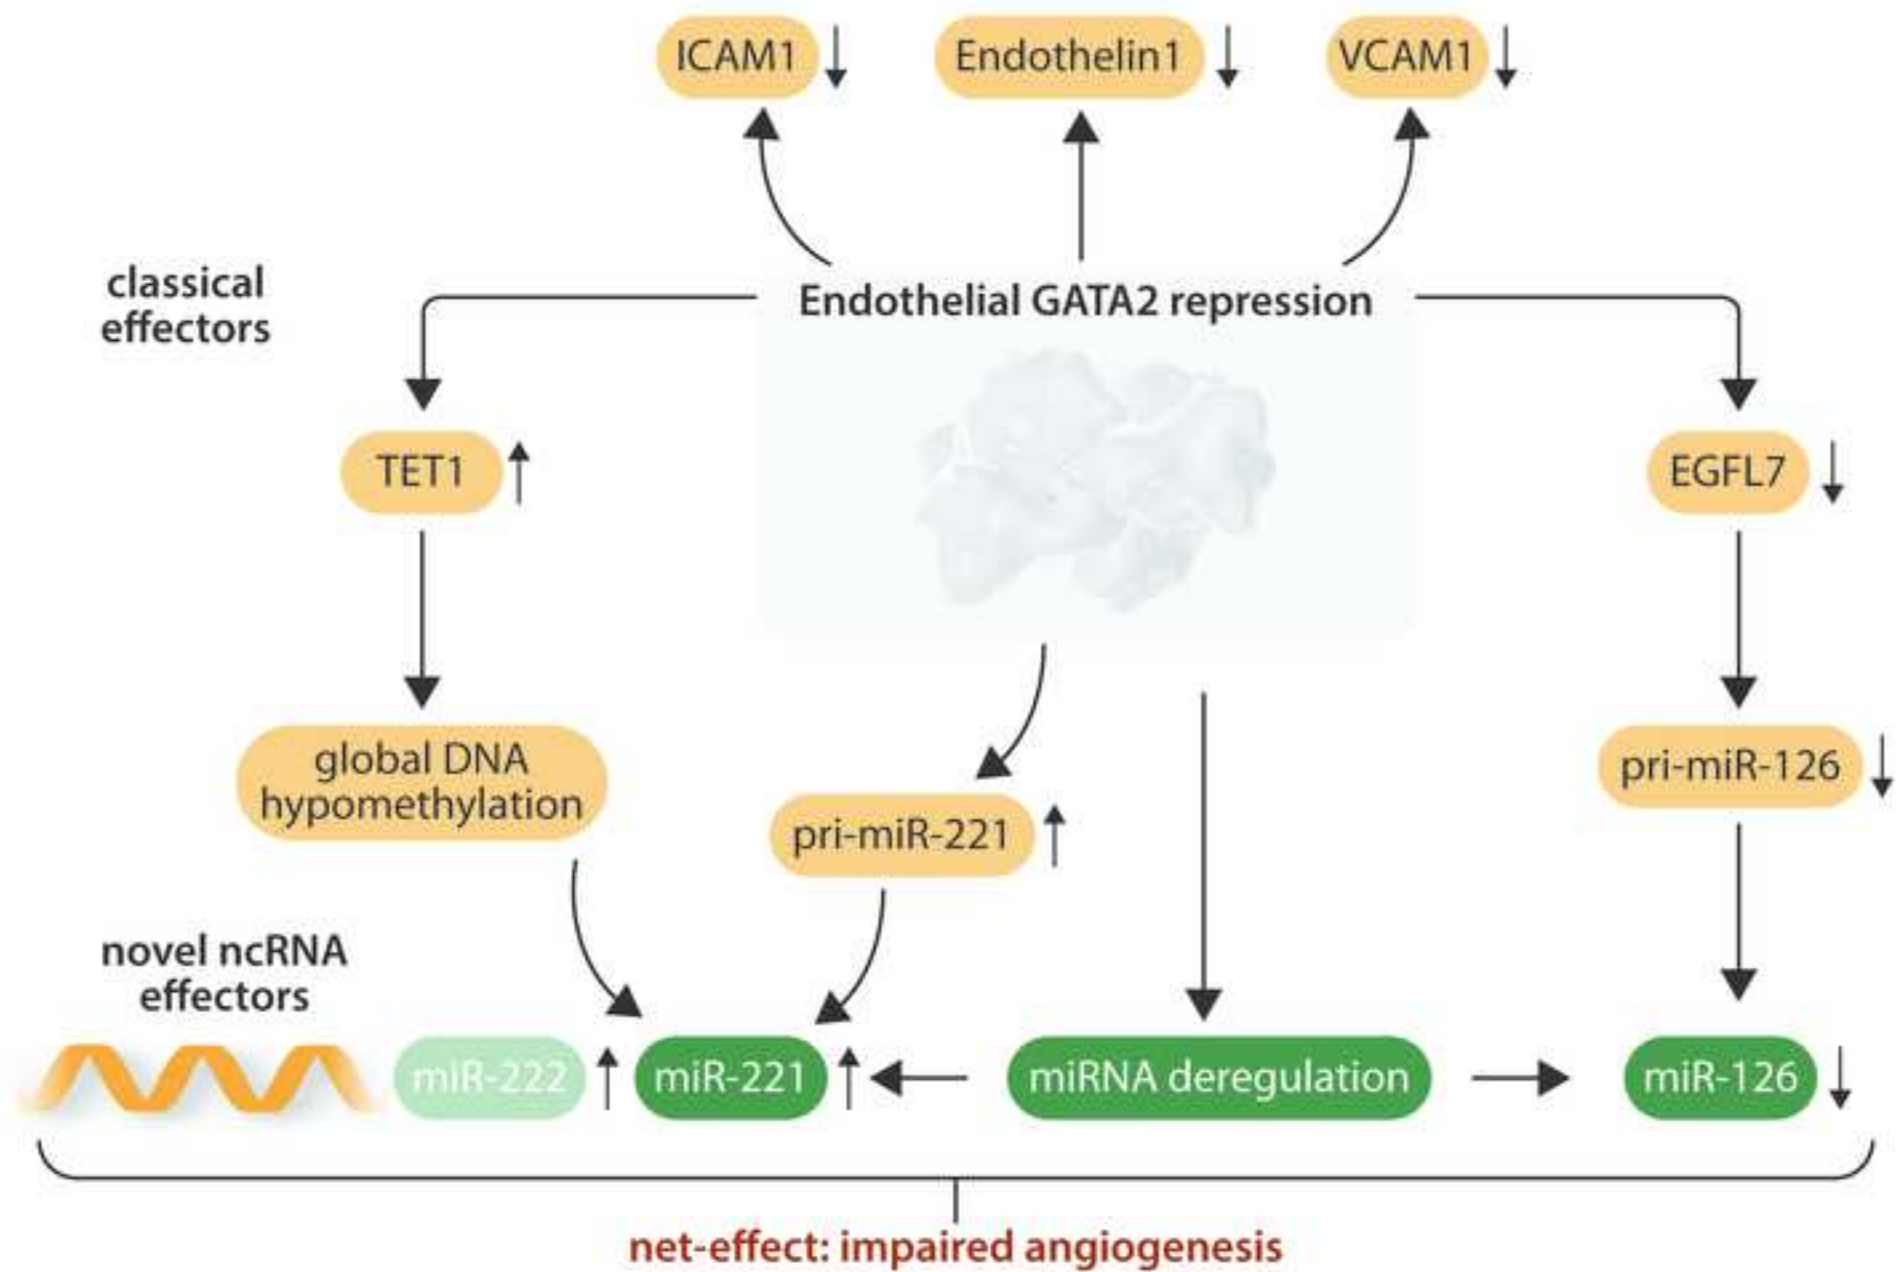 ICAM1
Endothelin1
VCAM1
classical
effectors
Endothelial GATA2 repression
TET1
EGFL7
global DNA
hypomethylation
pri-miR-221
pri-miR-126
novel ncRNA
effectors
miR-222
miR-221
miRNA deregulation
miR-126
net-effect: impaired angiogenesis